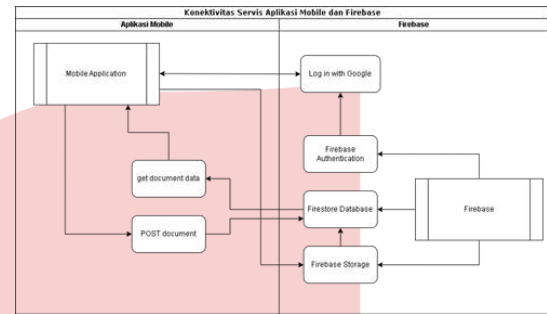 Konektivitas Servis Aplikasi Mobile dan Firebase
Aplikasi Mobile
Firebase
Mobile Application
Log in with Google
Firebase
Authentication
get document data
Firestore Database
Firebase
POST document
Firebase Storage